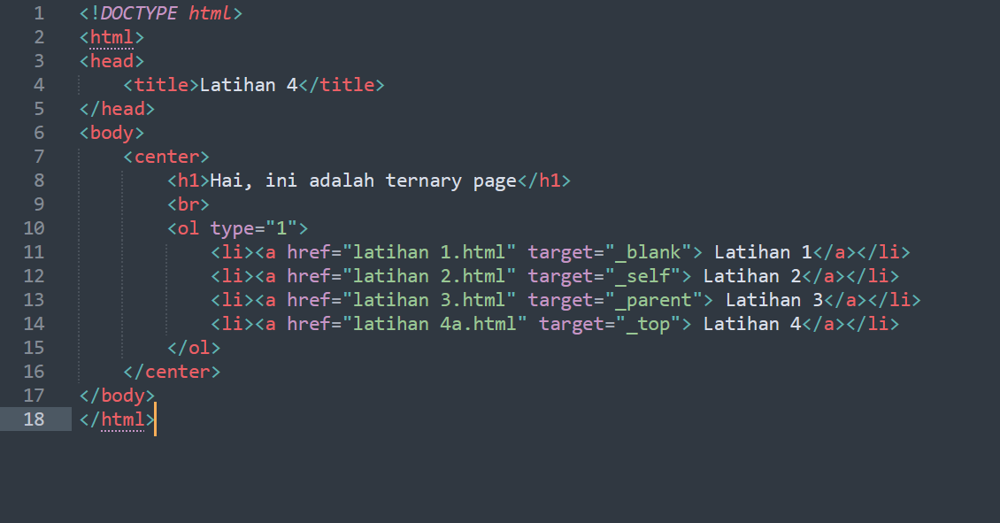 1 <!DOCTYPE html>
2 <html>
3 <head>
4     <title>Latihan 4</title>
5 </head>
6 <body>
7     <center>
8         <h1>Hai, ini adalah ternary page</h1>
9         <br>
10         <ol type="1">
11             <li><a href="latihan 1.html" target="_blank"> Latihan 1</a></li>
12             <li><a href="latihan 2.html" target="_self"> Latihan 2</a></li>
13             <li><a href="latihan 3.html" target="_parent"> Latihan 3</a></li>
14             <li><a href="latihan 4a.html" target="_top"> Latihan 4</a></li>
15         </ol>
16     </center>
17 </body>
18 </html>